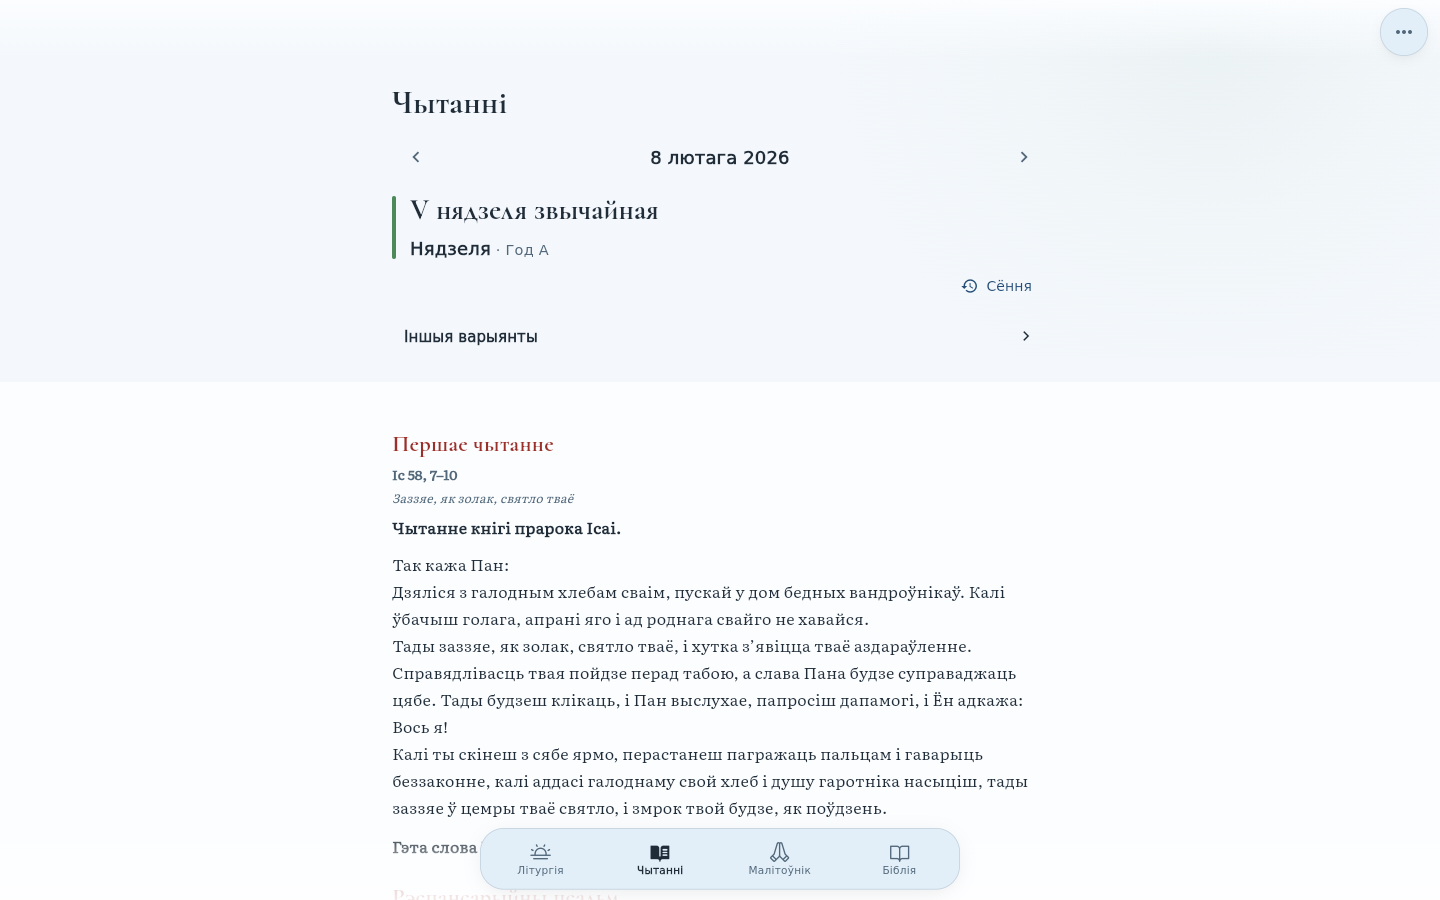 Чытанні
8 лютага 2026
V нядзеля звычайная
Нядзеля · Год A
Сёння
Іншыя варыянты
Першае чытанне
Іс 58, 7–10
Заззяе, як золак, святло тваё
Чытанне кнігі прарока Ісаі.
Так кажа Пан:
Дзяліся з галодным хлебам сваім, пускай у дом бедных вандроўнікаў. Калі
ўбачыш голага, апрані яго і ад роднага свайго не хавайся.
Тады заззяе, як золак, святло тваё, і хутка з’явіцца тваё аздараўленне.
Справядлівасць твая пойдзе перад табою, а слава Пана будзе суправаджаць
цябе. Тады будзеш клікаць, і Пан выслухае, папросіш дапамогі, і Ён адкажа:
Вось я!
Калі ты скінеш з сябе ярмо, перастанеш пагражаць пальцам і гаварыць
беззаконне, калі аддасі галоднаму свой хлеб і душу гаротніка насыціш, тады
заззяе ў цемры тваё святло, і змрок твой будзе, як поўдзень.
Гэта слова
Рэспансарыйны псальм
Літургія
Чытанні
Малітоўнік
Біблія